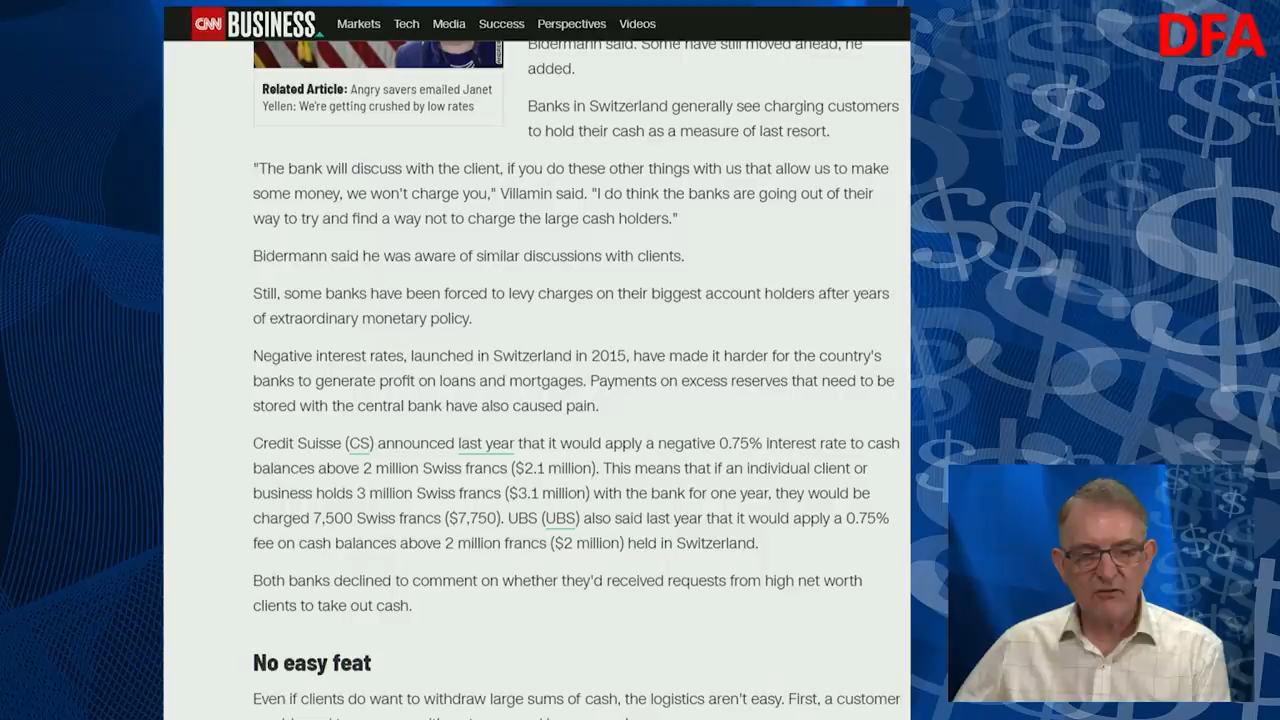 CNN BUSINESS Markets Tech Media Success Perspectives Videos
DFA
Bidermann said. Some have still moved ahead, he
added.
Related Article: Angry savers emailed Janet
Yellen: We're getting crushed by low rates
Banks in Switzerland generally see charging customers
to hold their cash as a measure of last resort.
"The bank will discuss with the client, if you do these other things with us that allow us to make
some money, we won't charge you," Villamin said. "I do think the banks are going out of their
way to try and find a way not to charge the large cash holders."
Bidermann said he was aware of similar discussions with clients.
Still, some banks have been forced to levy charges on their biggest account holders after years
of extraordinary monetary policy.
Negative interest rates, launched in Switzerland in 2015, have made it harder for the country's
banks to generate profit on loans and mortgages. Payments on excess reserves that need to be
stored with the central bank have also caused pain.
Credit Suisse (CS) announced last year that it would apply a negative 0.75% interest rate to cash
balances above 2 million Swiss francs ($2.1 million). This means that if an individual client or
business holds 3 million Swiss francs ($3.1 million) with the bank for one year, they would be
charged 7,500 Swiss francs ($7,750). UBS (UBS) also said last year that it would apply a 0.75%
fee on cash balances above 2 million francs ($2 million) held in Switzerland.
Both banks declined to comment on whether they'd received requests from high net worth
clients to take out cash.
No easy feat
Even if clients do want to withdraw large sums of cash, the logistics aren't easy. First, a customer